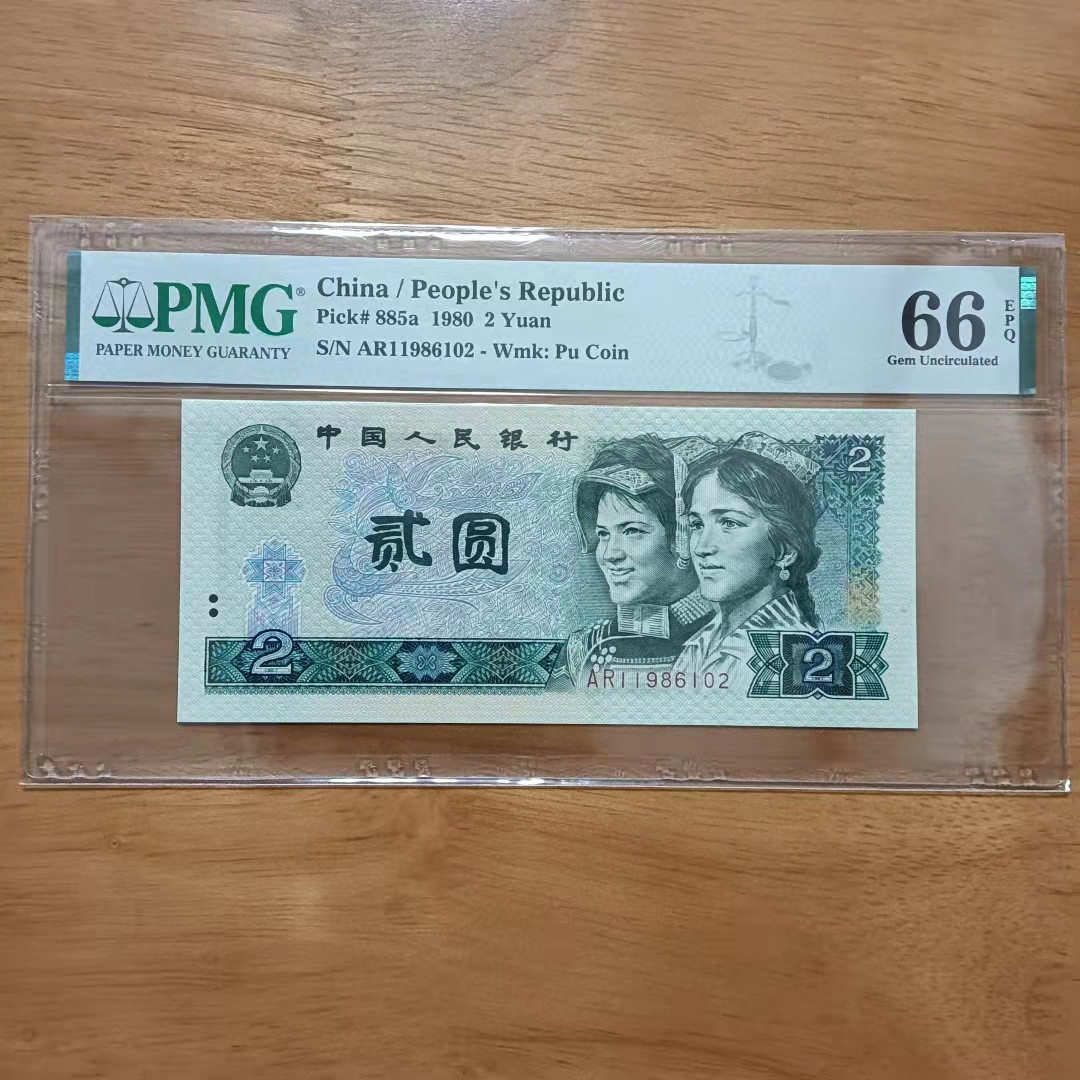 PMG®
PAPER MONEY GUARANTY
China / People's Republic
Pick# 885a 1980 2 Yuan
S/N AR11986102 - Wmk: Pu Coin
66
EPQ
Gem Uncirculated
中国人民银行
2
贰圆
2
AR11986102
2